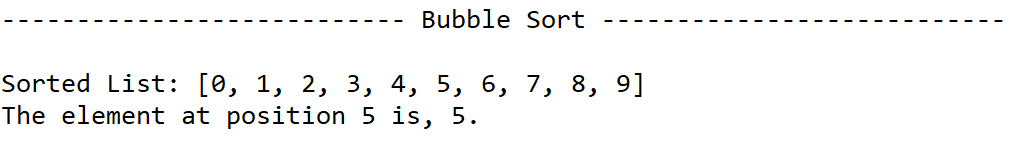 --------------------------- Bubble Sort ---------------------------
Sorted List: [0, 1, 2, 3, 4, 5, 6, 7, 8, 9]
The element at position 5 is, 5.